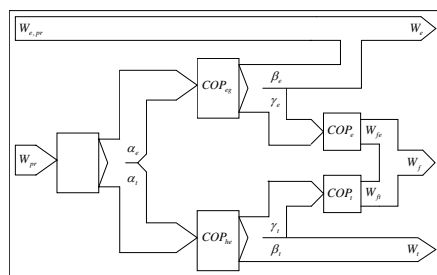 W_{e,pr}
W_e
COP_{eg}
β_e
γ_e
COP_e
W_{fe}
W_{pr}
α_e
α_t
W_f
COP_t
W_{ft}
COP_{he}
γ_t
β_t
W_t